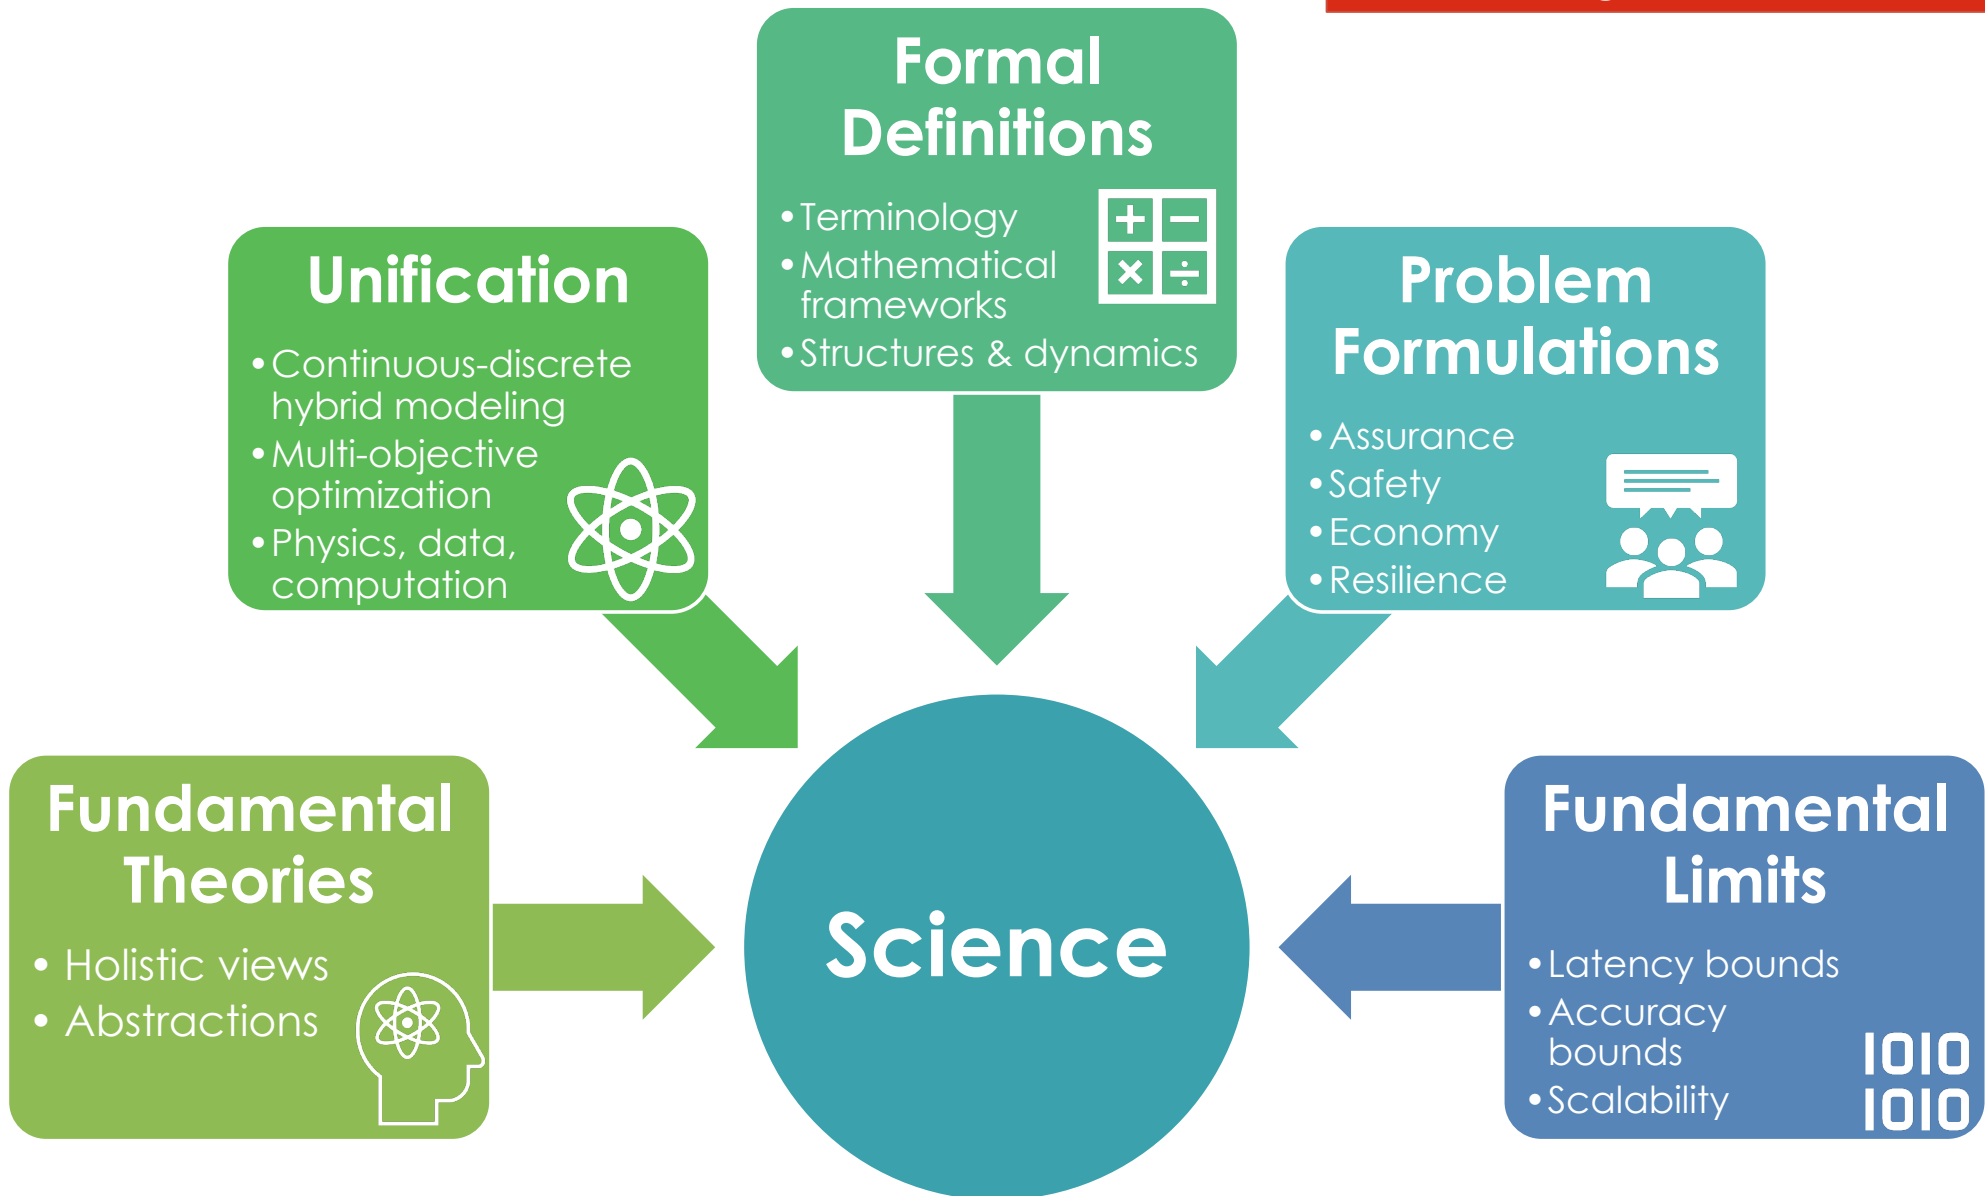 Formal
Definitions
•Terminology
•Mathematical
frameworks
•Structures & dynamics
Unification
•Continuous-discrete
hybrid modeling
•Multi-objective
optimization
•Physics, data,
computation
Problem
Formulations
•Assurance
•Safety
•Economy
•Resilience
Fundamental
Theories
• Holistic views
• Abstractions
Science
Fundamental
Limits
•Latency bounds
•Accuracy
bounds
•Scalability
1010
1010